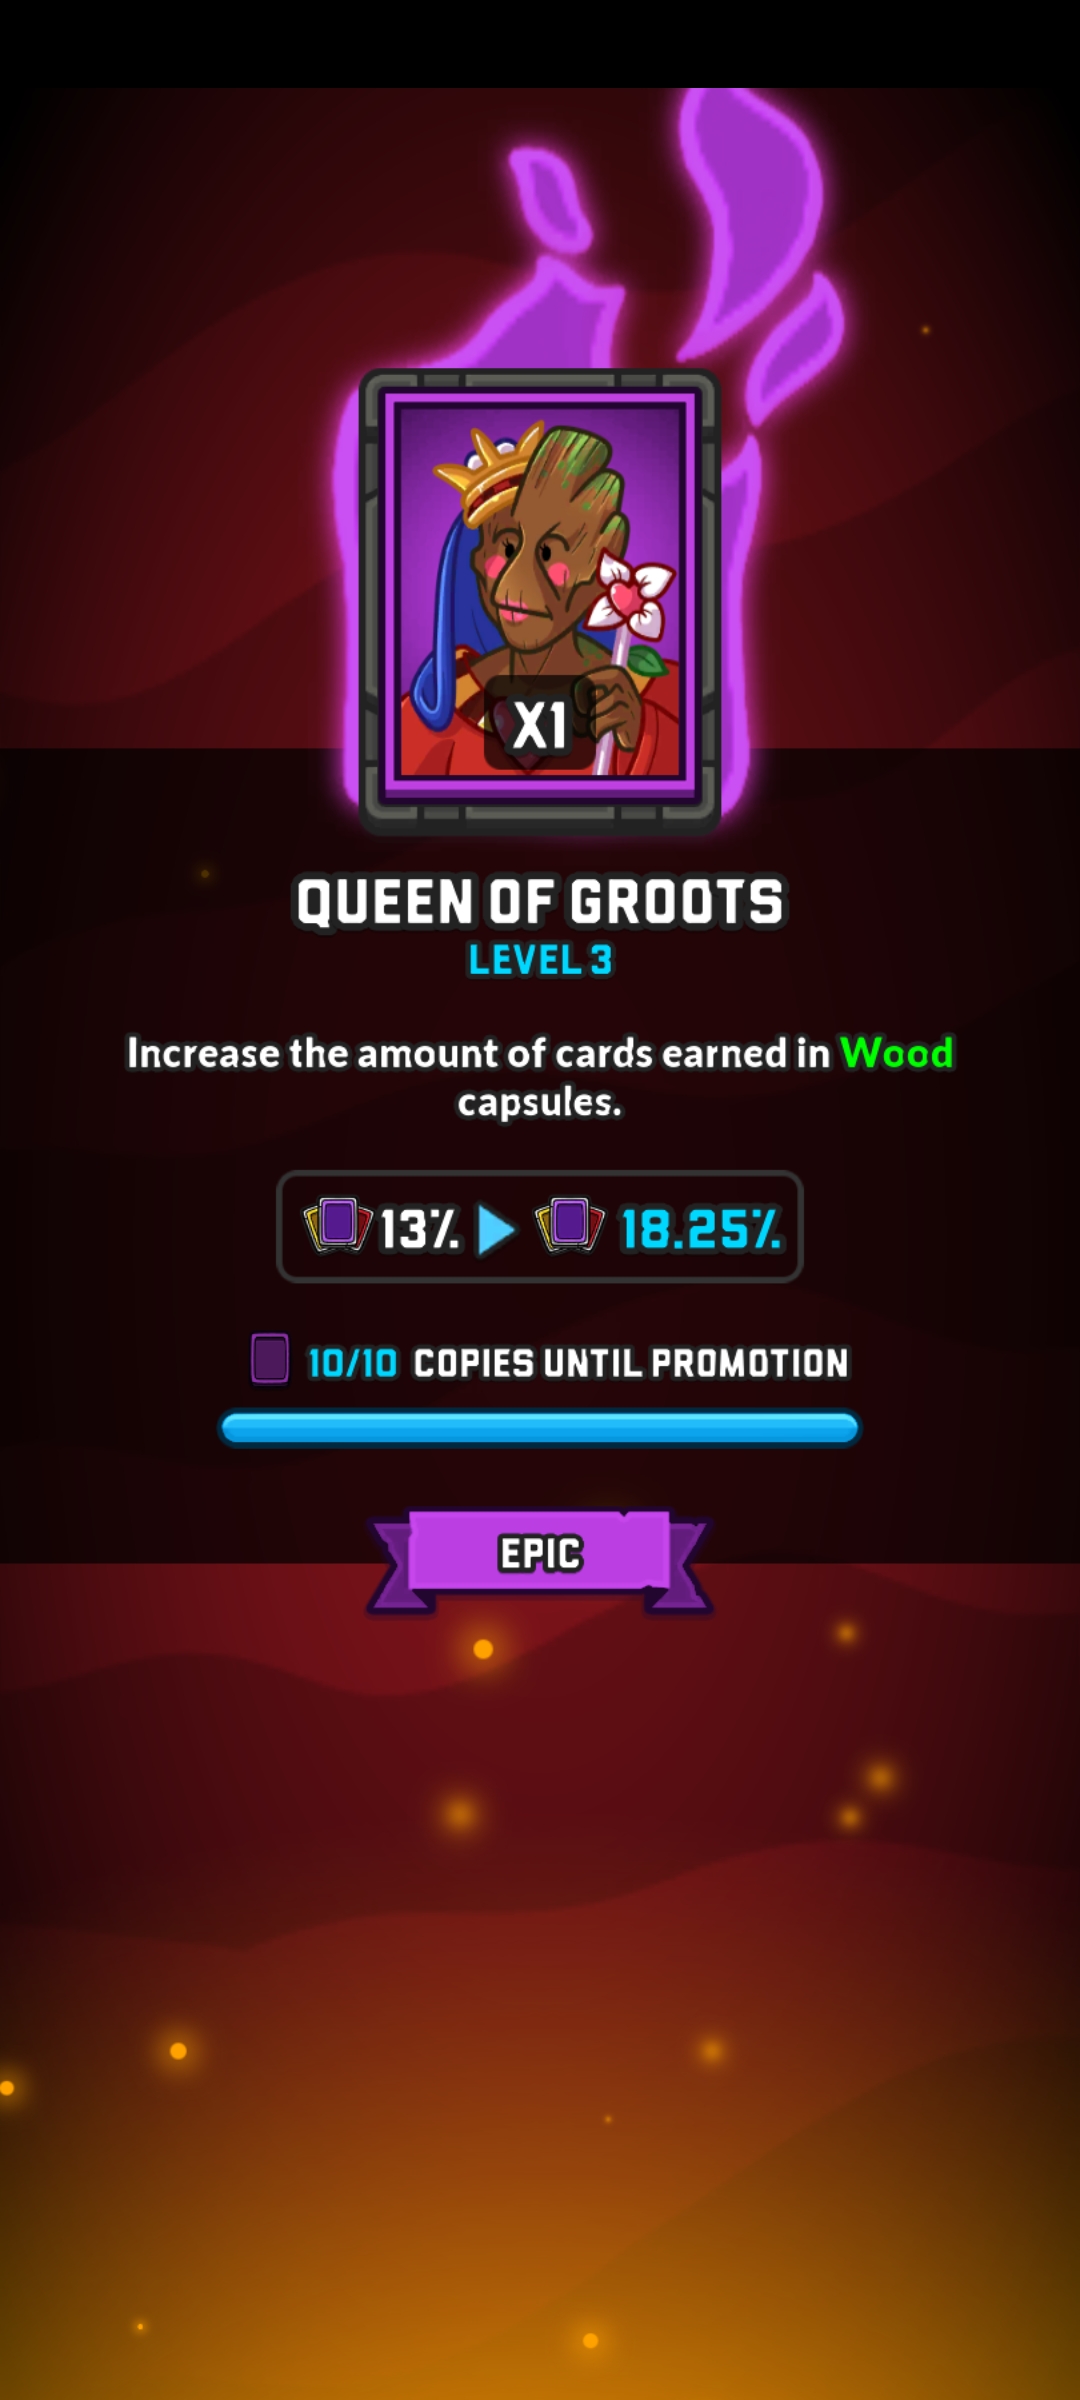 X1
QUEEN OF GROOTS
LEVEL 3
Increase the amount of cards earned in Wood
capsules.
13% 18.25%
10/10 COPIES UNTIL PROMOTION
EPIC